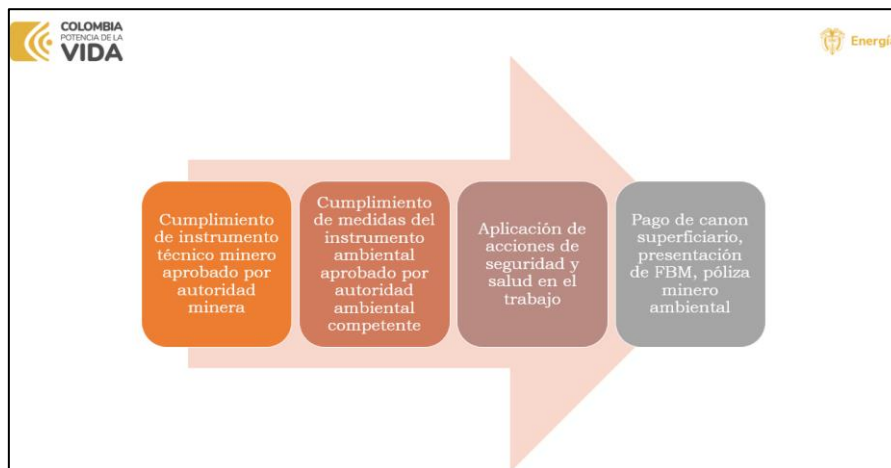 COLOMBIA
POTENCIA DE LA
VIDA
Energí
Cumplimiento
de instrumento
técnico minero
aprobado por
autoridad
minera
Cumplimiento
de medidas del
instrumento
ambiental
aprobado por
autoridad
ambiental
competente
Aplicación de
acciones de
seguridad y
salud en el
trabajo
Pago de canon
superficiario,
presentación
de FBM, póliza
minero
ambiental